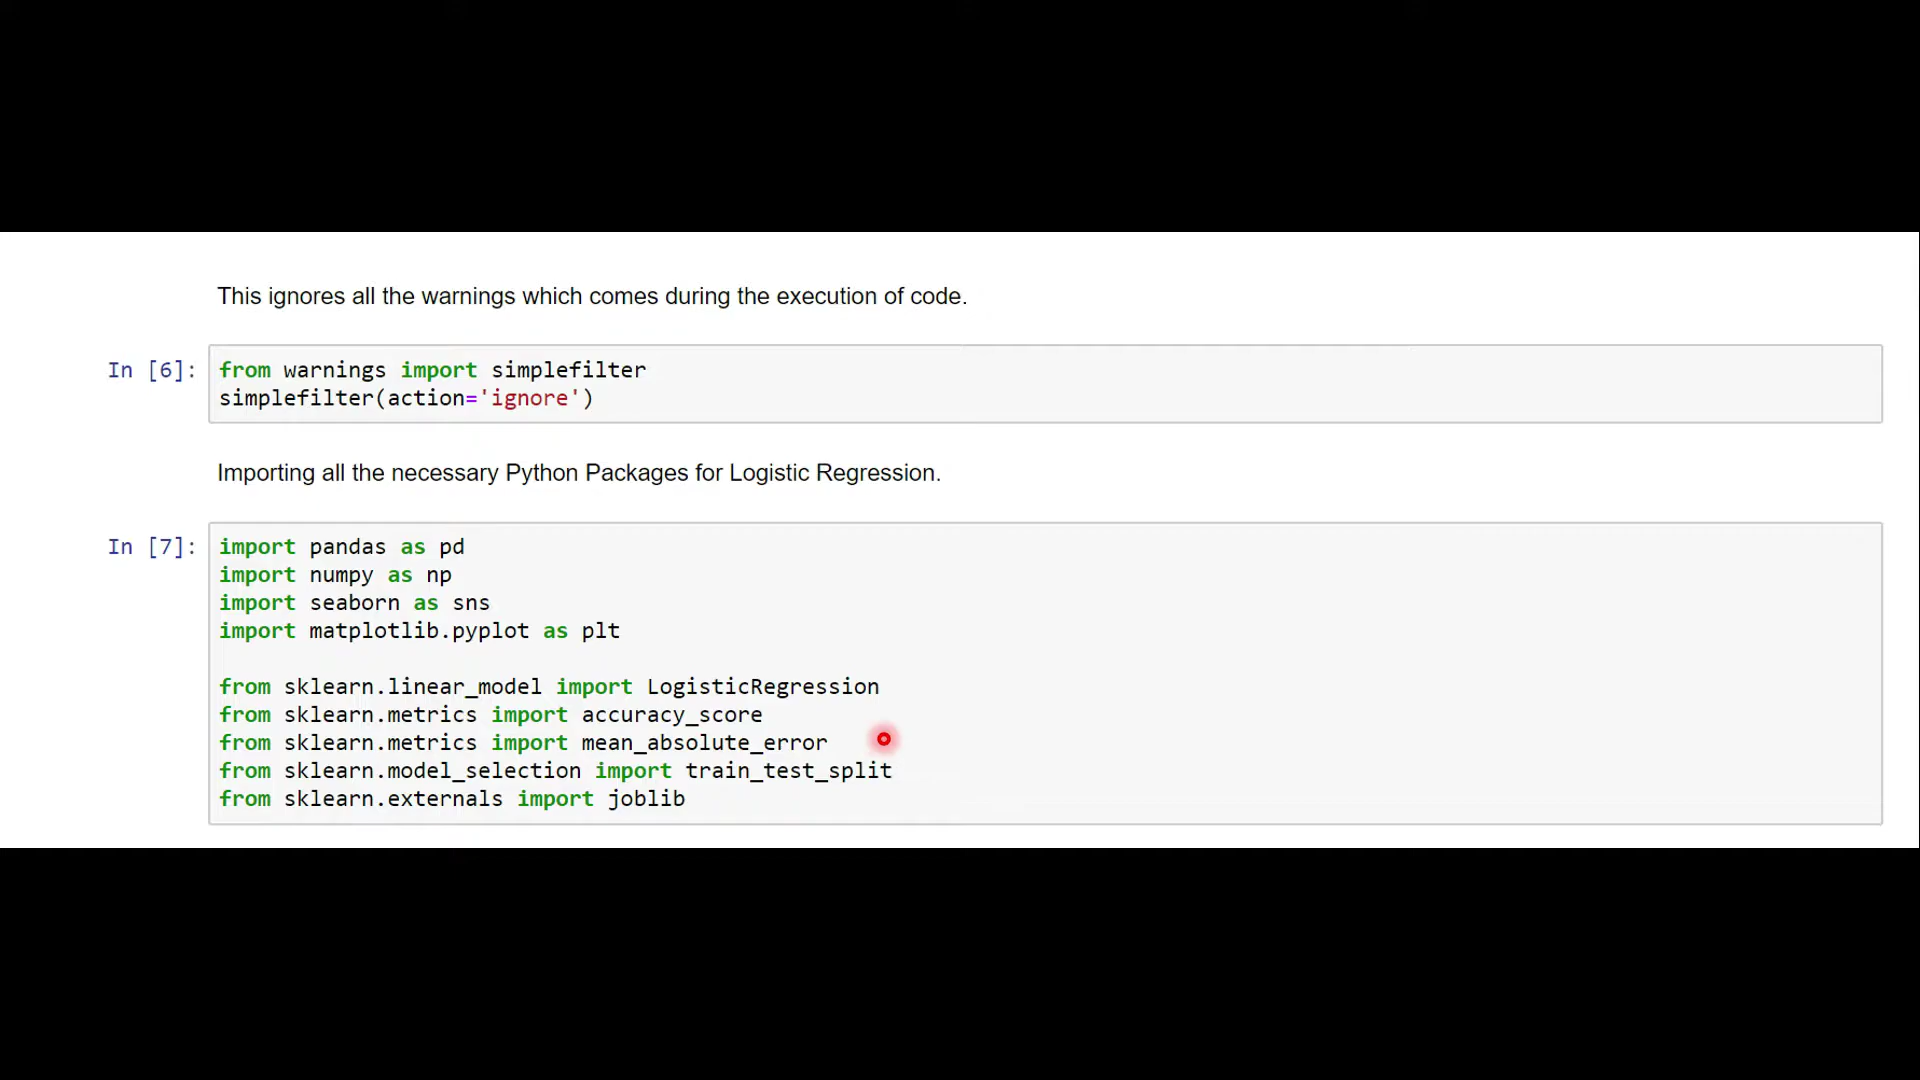 This ignores all the warnings which comes during the execution of code.
In [6]:
from warnings import simplefilter
simplefilter(action='ignore')
Importing all the necessary Python Packages for Logistic Regression.
In [7]:
import pandas as pd
import numpy as np
import seaborn as sns
import matplotlib.pyplot as plt
from sklearn.linear_model import LogisticRegression
from sklearn.metrics import accuracy_score
from sklearn.metrics import mean_absolute_error
from sklearn.model_selection import train_test_split
from sklearn.externals import joblib